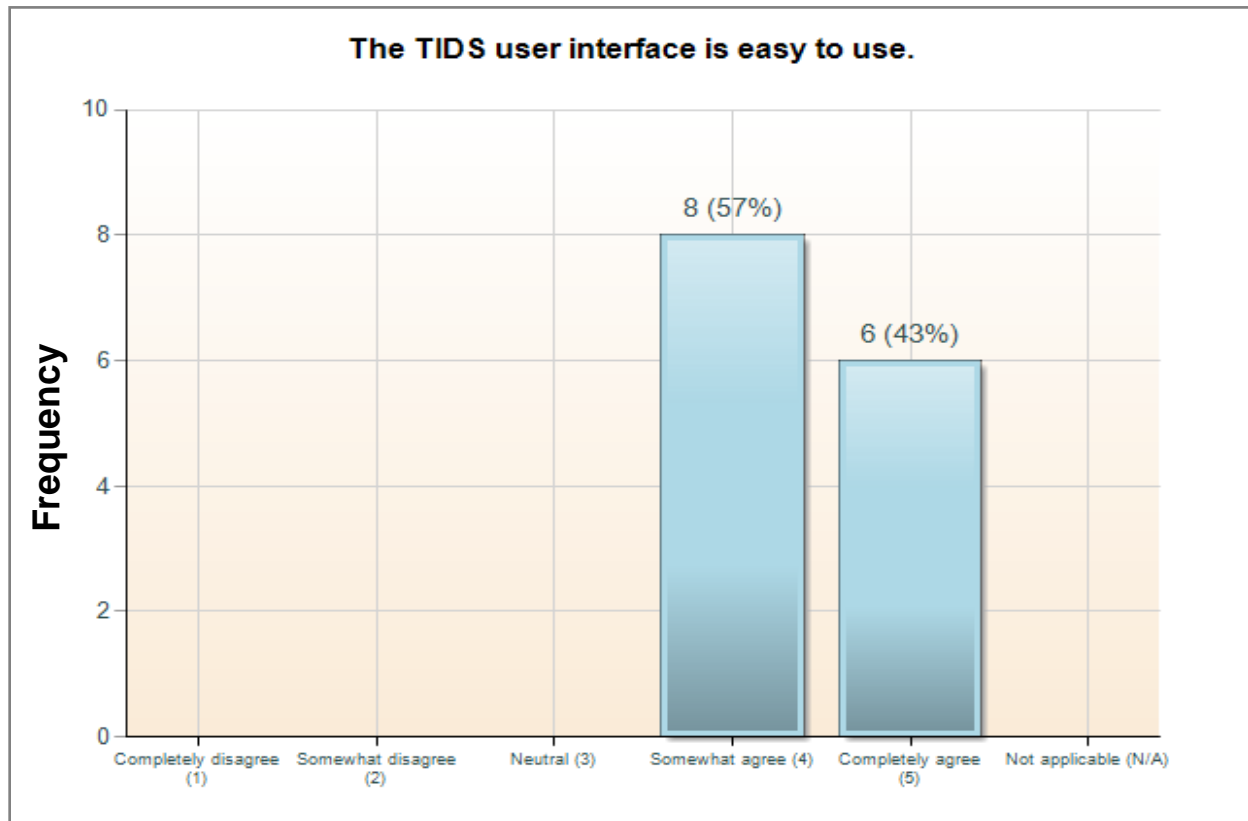 The TIDS user interface is easy to use.
10
8
6
4
2
0
Frequency
8 (57%)
6 (43%)
Completely disagree
(1)
Somewhat disagree
(2)
Neutral (3)
Somewhat agree (4)
Completely agree
(5)
Not applicable (N/A)